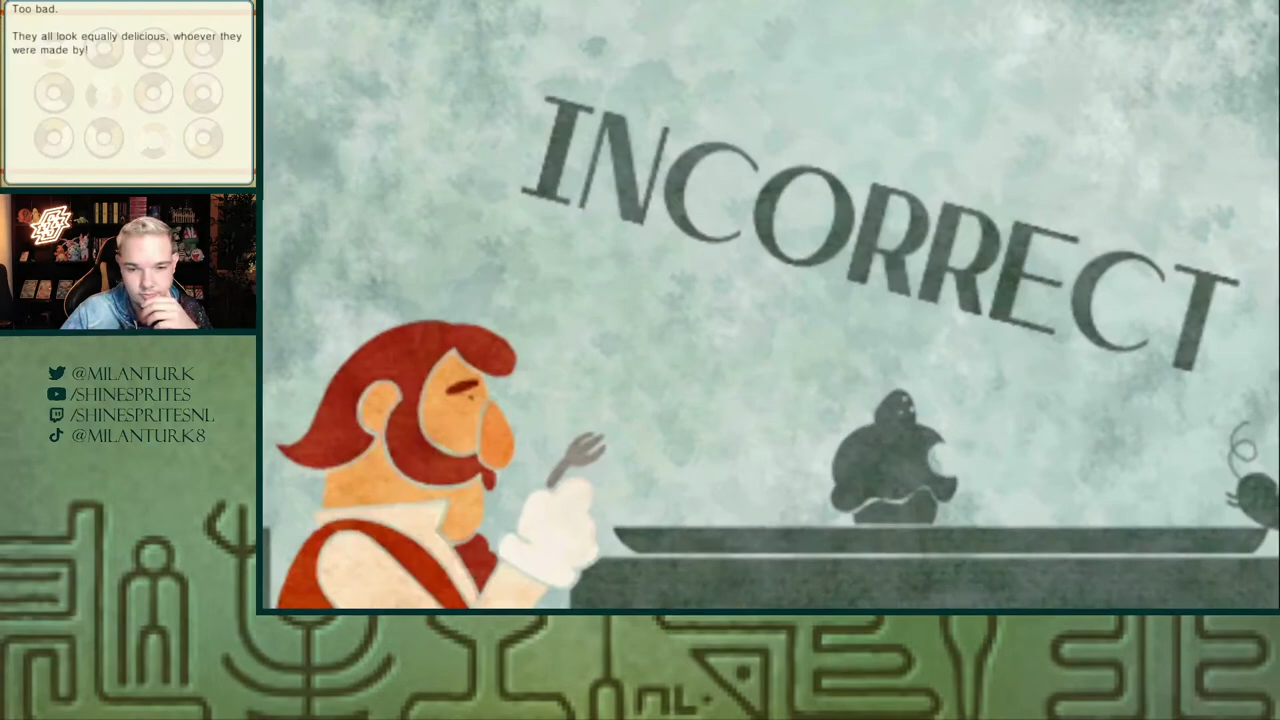 Too bad.
They all look equally delicious, whoever they
were made by!
INCORRECT
@MILANTURK
/SHINESPRITES
/SHINESPRITESNL
@MILANTURK8